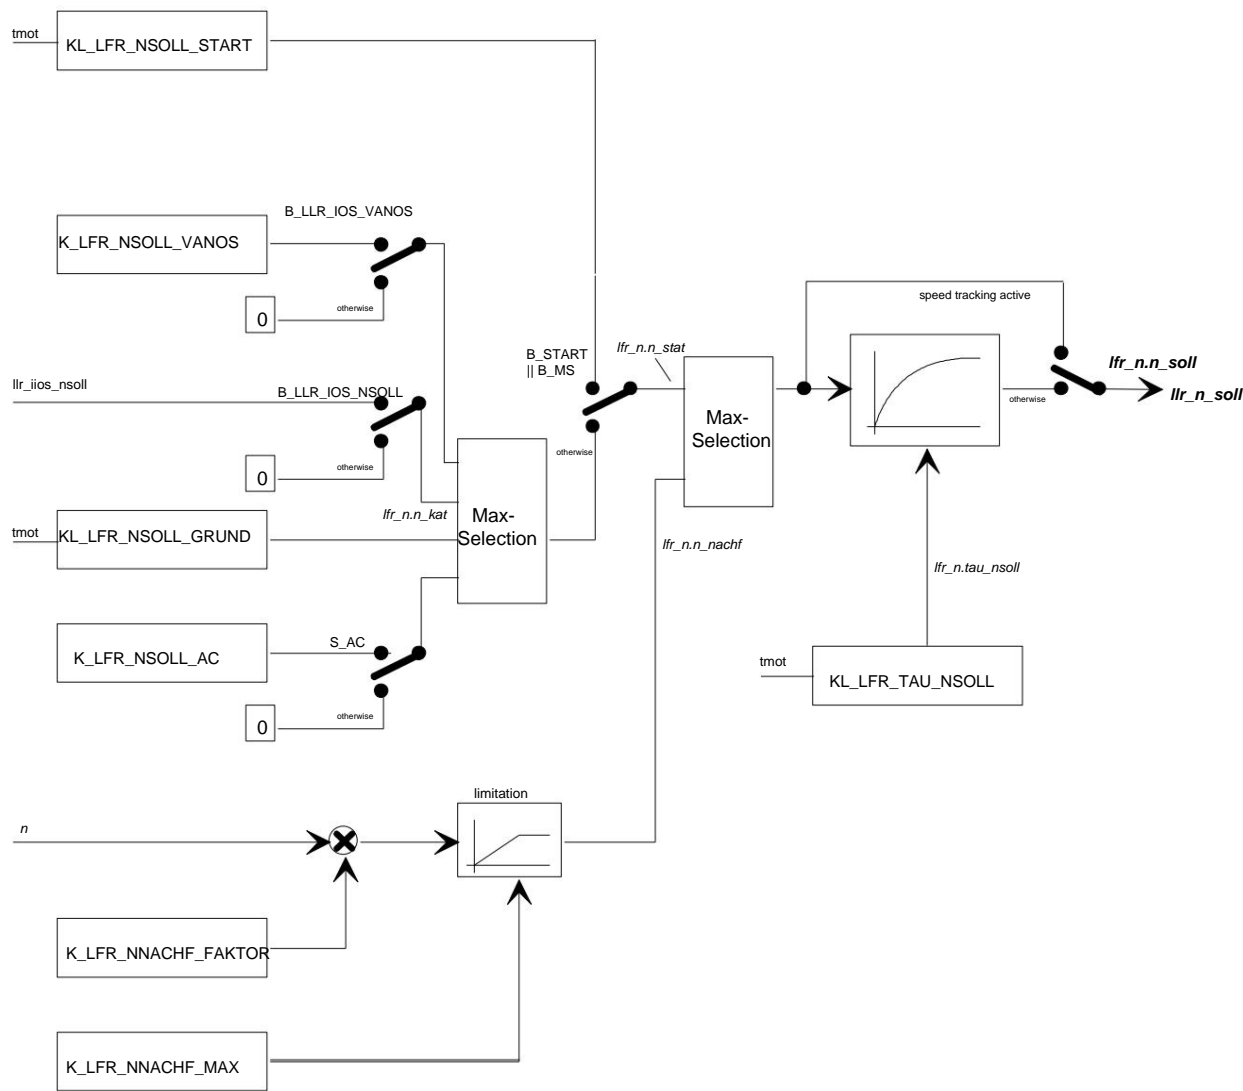 tmot
KL_LFR_NSOLL_START
B_LLR_IOS_VANOS
K_LFR_NSOLL_VANOS
otherwise
0
speed tracking active
lfr_n.n_stat
B_START
|| B_MS
lfr_n.n_soll
llr_n_soll
llr_iios_nsoll
B_LLR_IOS_NSOLL
otherwise
Max-
Selection
otherwise
otherwise
0
lfr_n.n_kat
Max-
Selection
tmot
KL_LFR_NSOLL_GRUND
lfr_n.n_nachf
lfr_n.tau_nsoll
S_AC
K_LFR_NSOLL_AC
tmot
KL_LFR_TAU_NSOLL
otherwise
0
limitation
n
K_LFR_NNACHF_FAKTOR
K_LFR_NNACHF_MAX